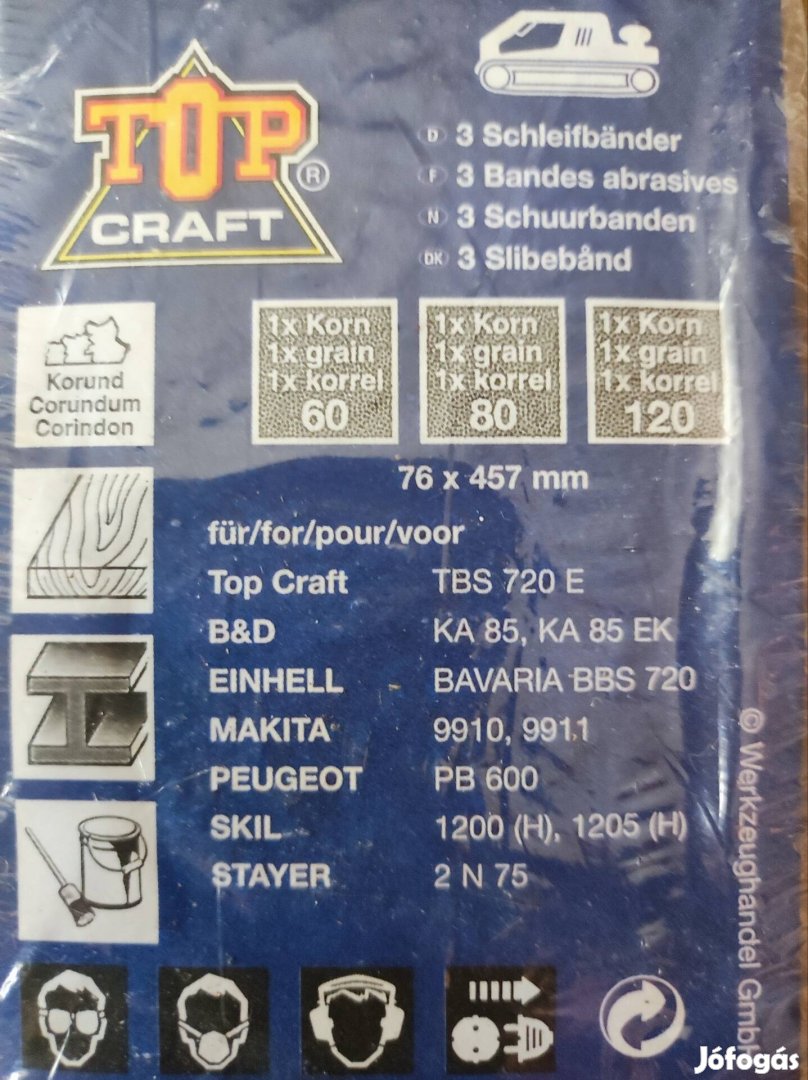 TOP
CRAFT
®
D 3 Schleifbänder
F 3 Bandes abrasives
N 3 Schuurbanden
DK 3 Slibebånd
Korund
Corundum
Corindon
1x Korn
1x grain
1x korrel
60
1x Korn
1x grain
1x korrel
80
1x Korn
1x grain
1x korrel
120
76 x 457 mm
für/for/pour/voor
Top Craft TBS 720 E
B&D KA 85, KA 85 EK
EINHELL BAVARIA BBS 720
MAKITA 9910, 9911
PEUGEOT PB 600
SKIL 1200 (H), 1205 (H)
STAYER 2 N 75
© Werkzeughandel GmbH
Jófogás